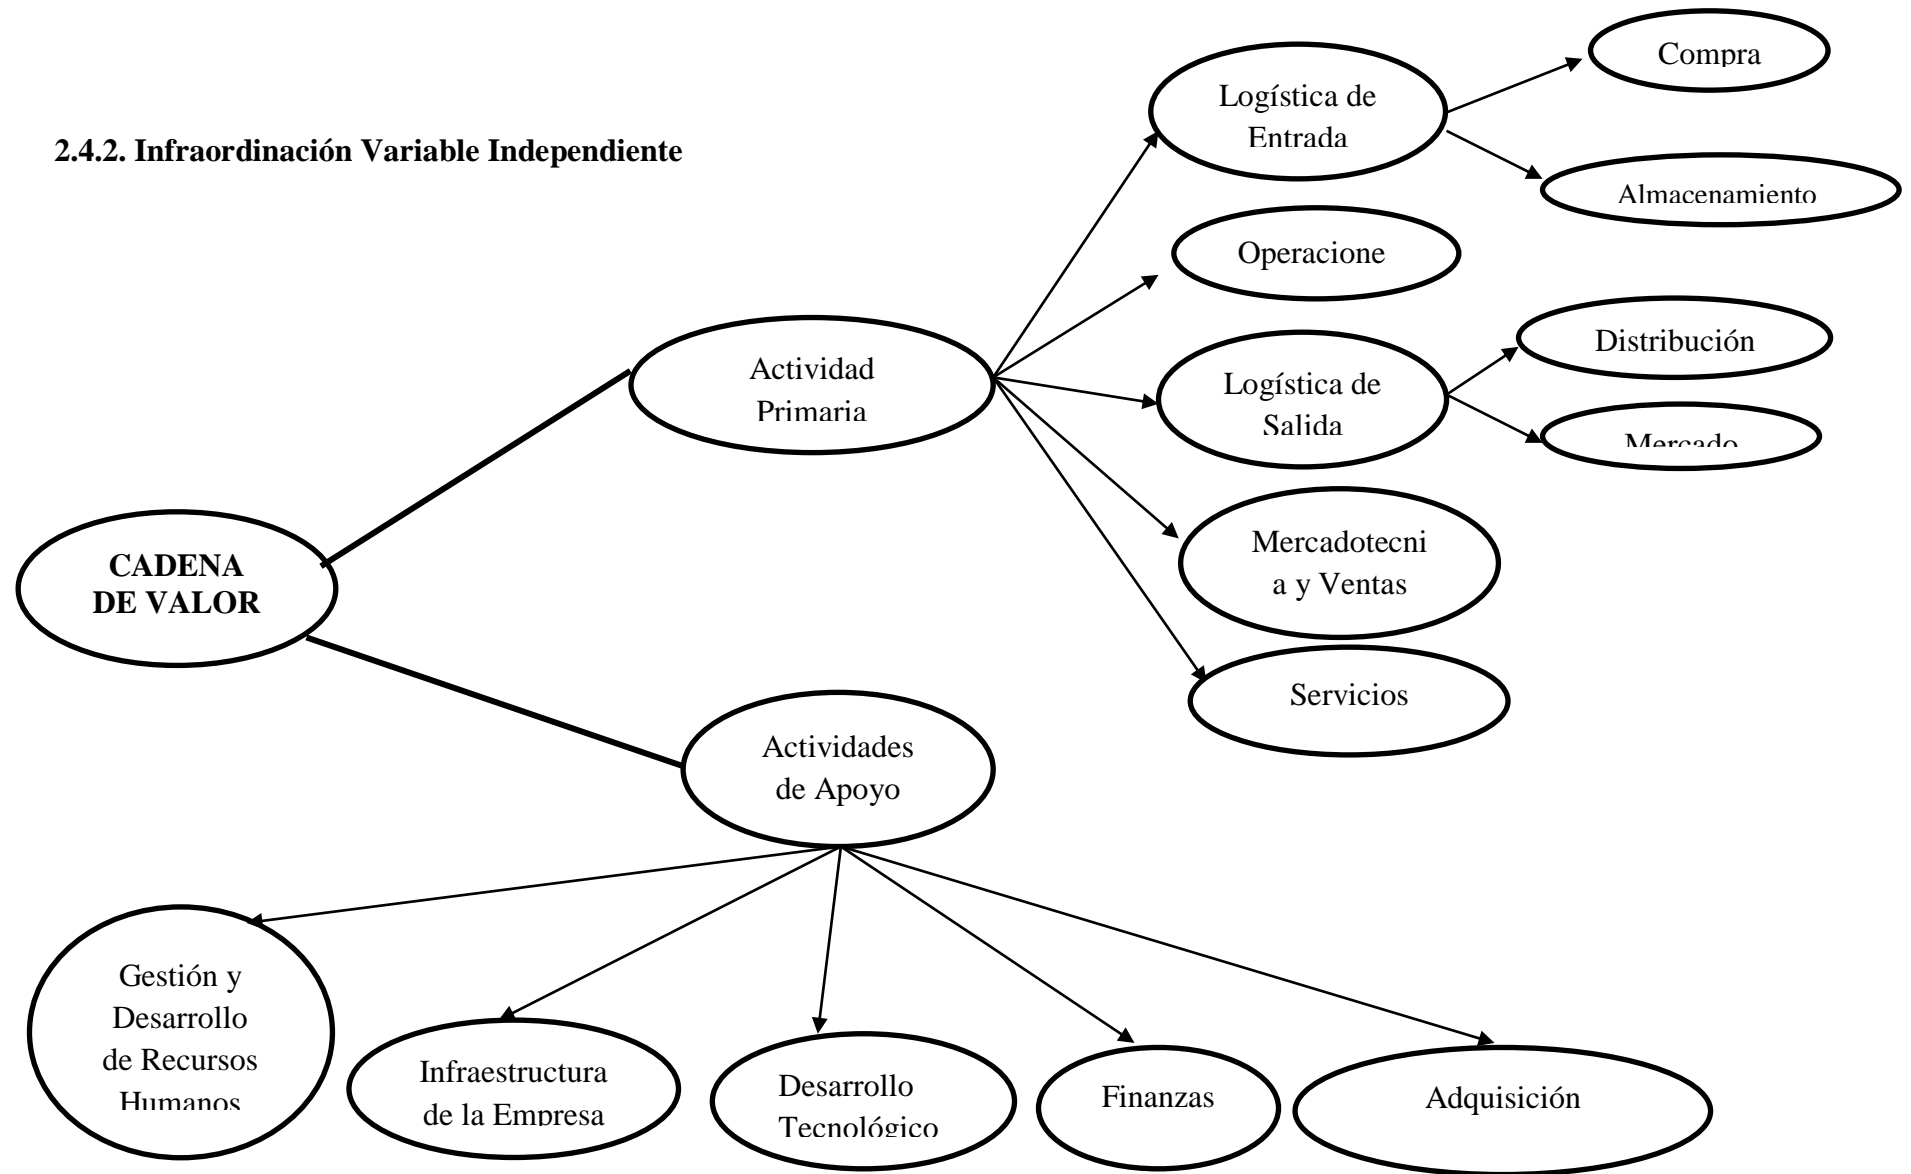 2.4.2. Infraordinación Variable Independiente
CADENA
DE VALOR
Actividad
Primaria
Logística de
Entrada
Compra
Almacenamiento
Operacione
Logística de
Salida
Distribución
Mercado
Mercadotecni
a y Ventas
Servicios
Actividades
de Apoyo
Gestión y
Desarrollo
de Recursos
Humanos
Infraestructura
de la Empresa
Desarrollo
Tecnológico
Finanzas
Adquisición